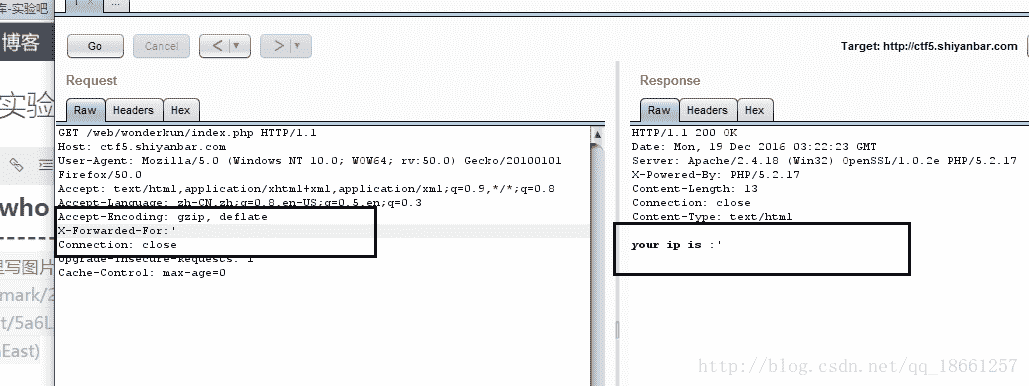 库-实验吧
...
博客
Go
Cancel
<
>
Target: http://ctf5.shiyanbar.com
实验
Request
Response
Raw
Headers
Hex
Raw
Headers
Hex
GET /web/wonderkun/index.php HTTP/1.1
Host: ctf5.shiyanbar.com
User-Agent: Mozilla/5.0 (Windows NT 10.0; WOW64; rv:50.0) Gecko/20100101
Firefox/50.0
Accept: text/html,application/xhtml+xml,application/xml;q=0.9,*/*;q=0.8
Accept-Language: zh-CN,zh;q=0.8,en-US;q=0.5,en;q=0.3
Accept-Encoding: gzip, deflate
X-Forwarded-For:'
Connection: close
Upgrade-Insecure-Requests: 1
Cache-Control: max-age=0
HTTP/1.1 200 OK
Date: Mon, 19 Dec 2016 03:22:23 GMT
Server: Apache/2.4.18 (Win32) OpenSSL/1.0.2e PHP/5.2.17
X-Powered-By: PHP/5.2.17
Content-Length: 13
Connection: close
Content-Type: text/html
your ip is :'
who
里写图片
mark/2
t/5a6L
nEast)
http://blog.csdn.net/qq_18661257